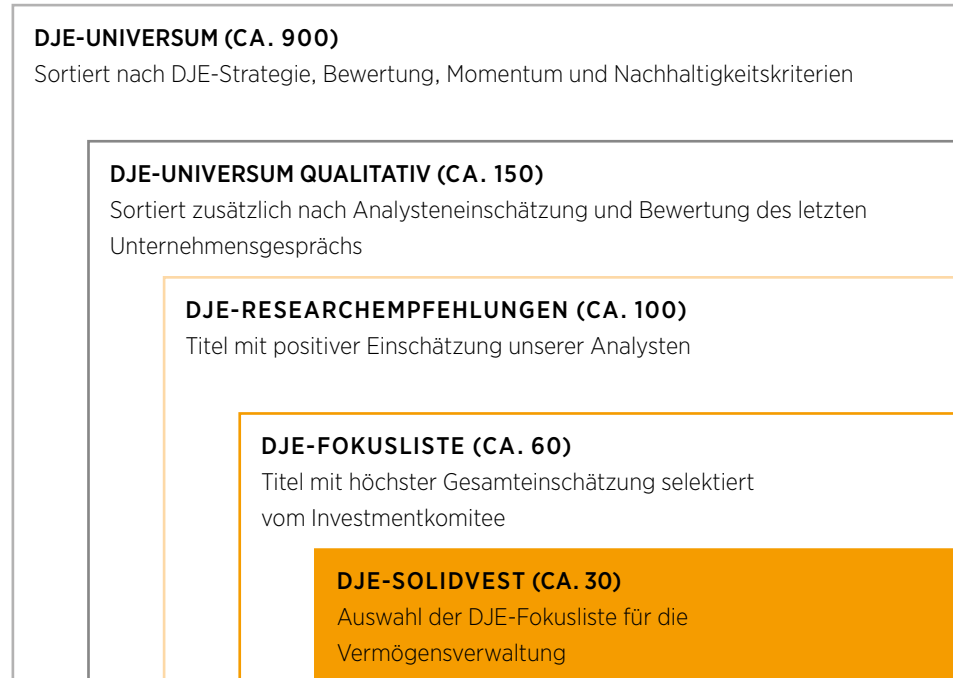 DJE-UNIVERSUM (CA. 900)
Sortiert nach DJE-Strategie, Bewertung, Momentum und Nachhaltigkeitskriterien
DJE-UNIVERSUM QUALITATIV (CA. 150)
Sortiert zusätzlich nach Analysteneinschätzung und Bewertung des letzten
Unternehmensgesprächs
DJE-RESEARCHEMPFEHLUNGEN (CA. 100)
Titel mit positiver Einschätzung unserer Analysten
DJE-FOKUSLISTE (CA. 60)
Titel mit höchster Gesamteinschätzung selektiert
vom Investmentkomitee
DJE-SOLIDVEST (CA. 30)
Auswahl der DJE-Fokusliste für die
Vermögensverwaltung